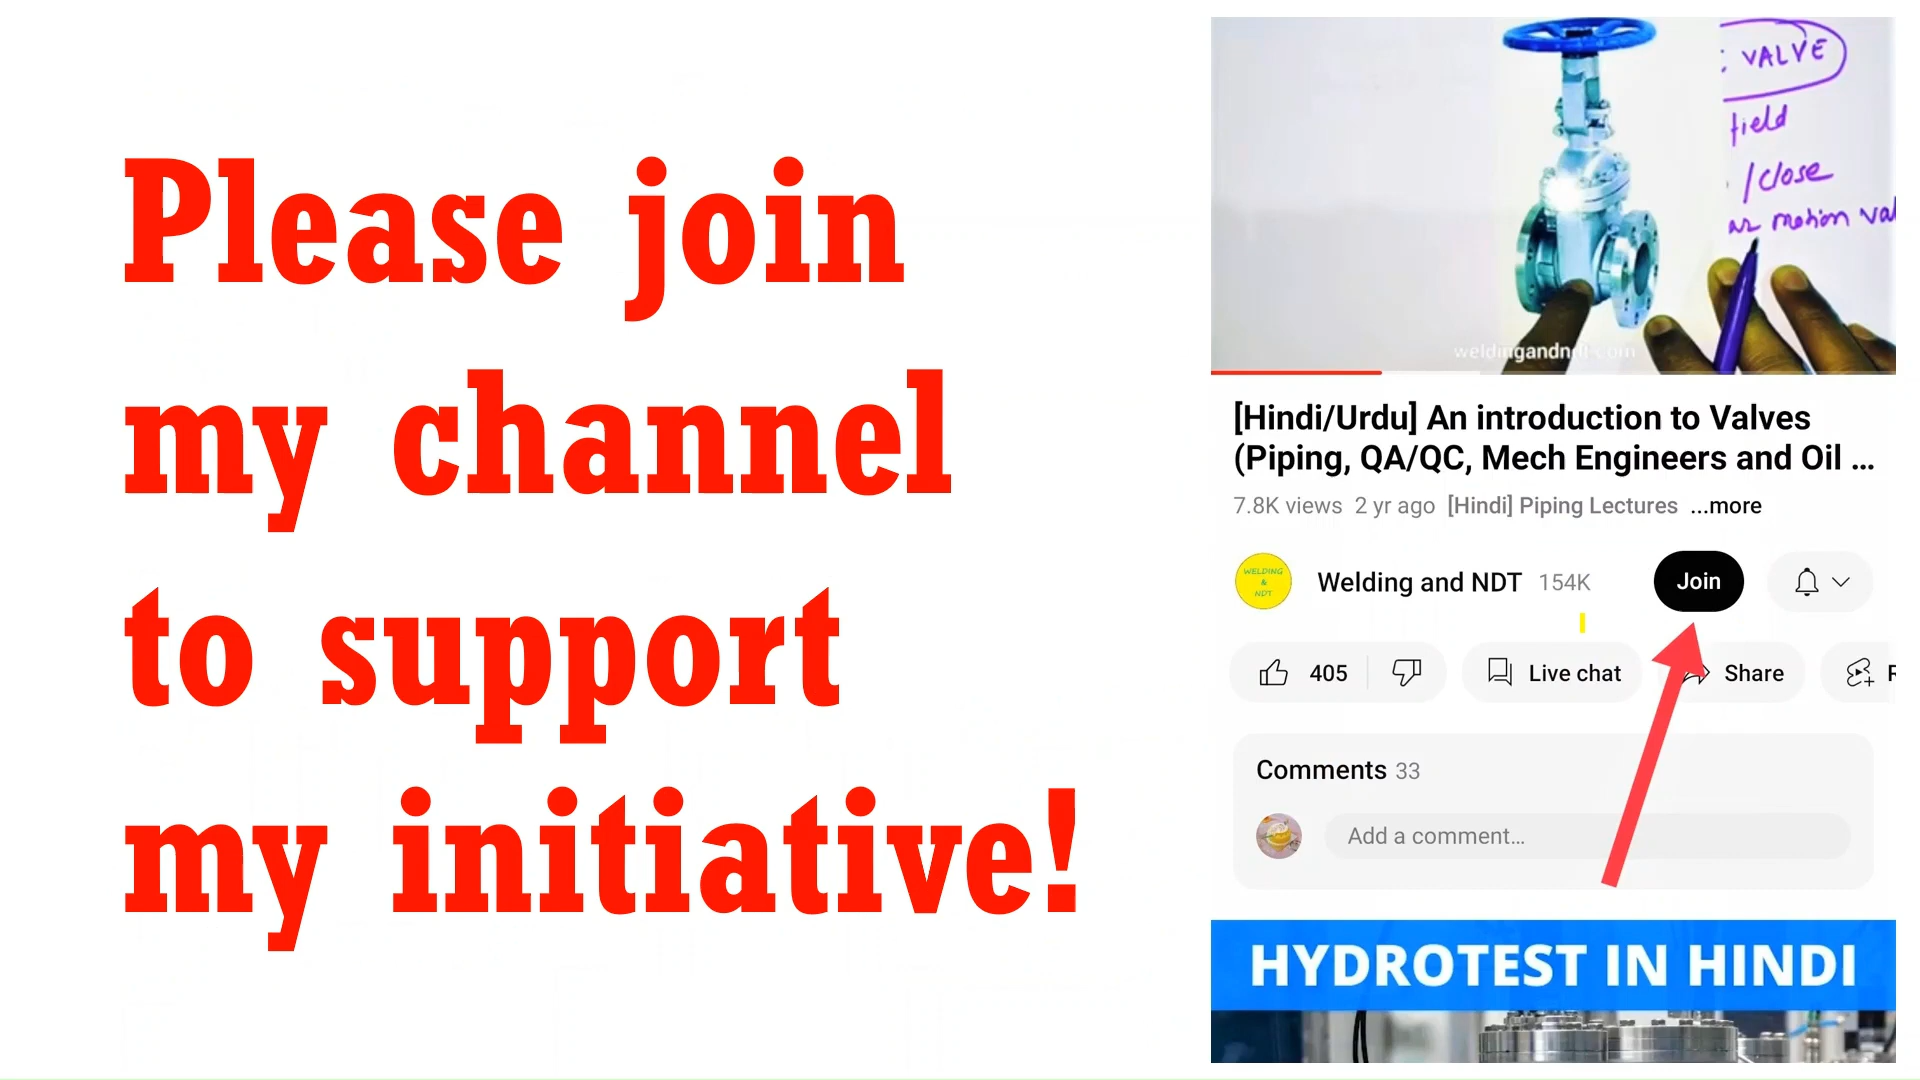 Please join
my channel
to support
my initiative!
VALVE
field
/close
motion val
[Hindi/Urdu] An introduction to Valves
(Piping, QA/QC, Mech Engineers and Oil ...
7.8K views 2 yr ago [Hindi] Piping Lectures ...more
WELDING
&
NDT
Welding and NDT 154K
Join
405
Live chat
Share
Comments 33
Add a comment...
HYDROTEST IN HINDI